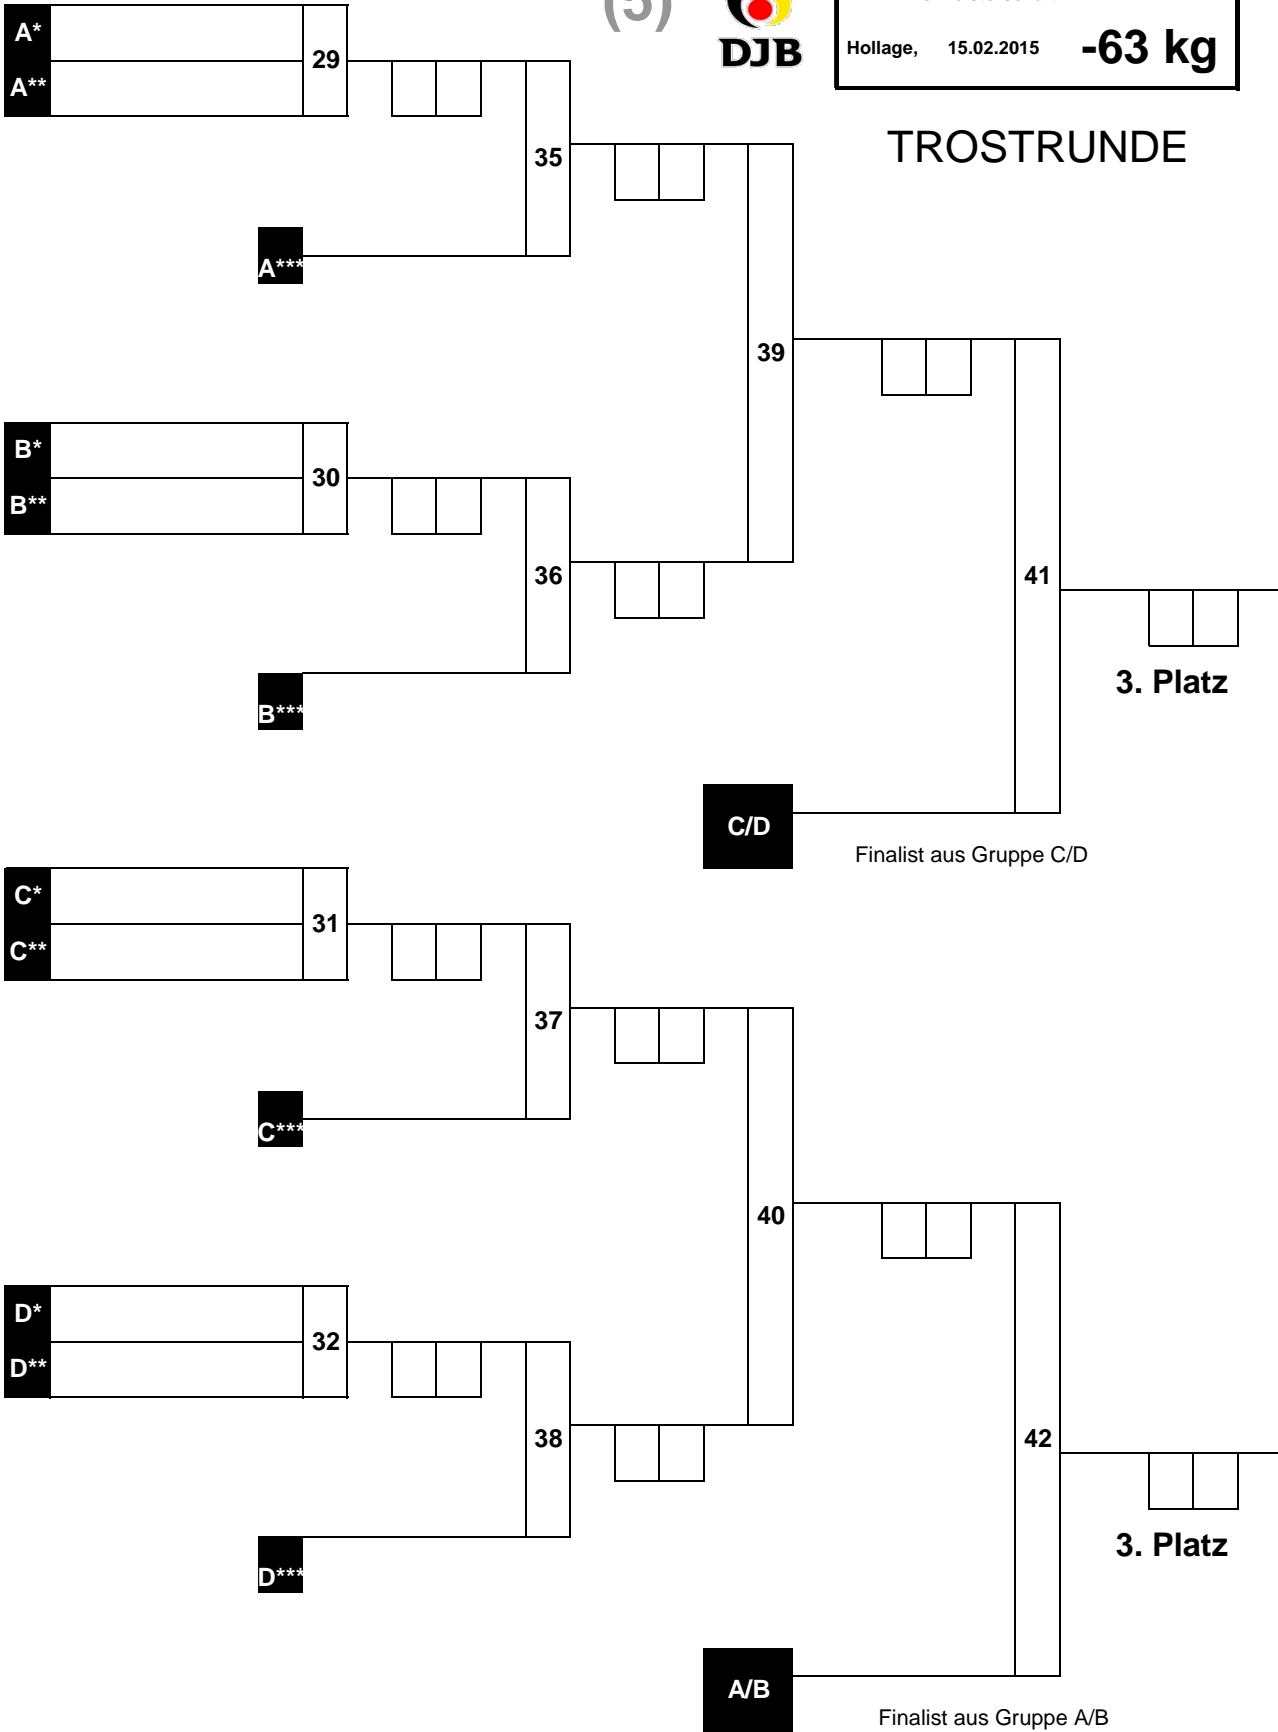 (5)
DJB
Hollage, 15.02.2015 -63 kg
TROSTRUNDE
A*
A**
29
35
A***
39
B*
B**
30
36
41
B***
3. Platz
C/D
Finalist aus Gruppe C/D
C*
C**
31
37
C***
40
D*
D**
32
38
42
D***
3. Platz
A/B
Finalist aus Gruppe A/B